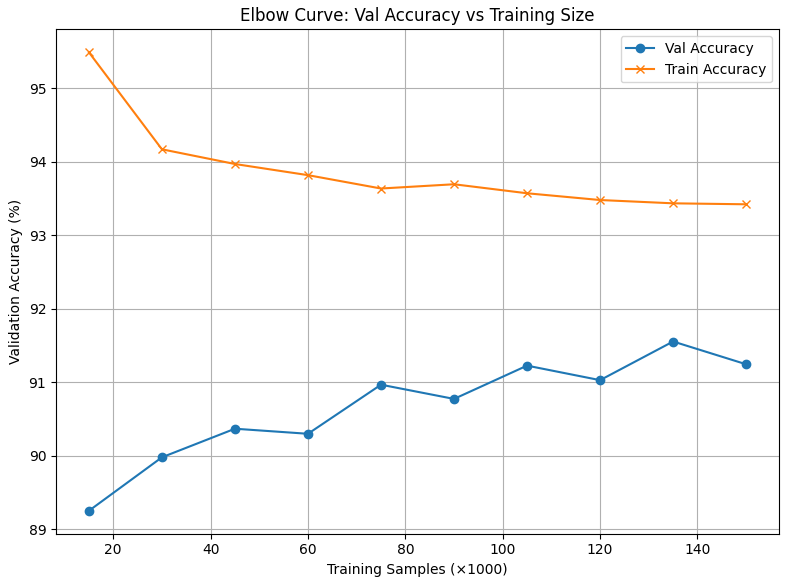 Elbow Curve: Val Accuracy vs Training Size
Val Accuracy
Train Accuracy
Validation Accuracy (%)
95
94
93
92
91
90
89
20 40 60 80 100 120 140
Training Samples (×1000)